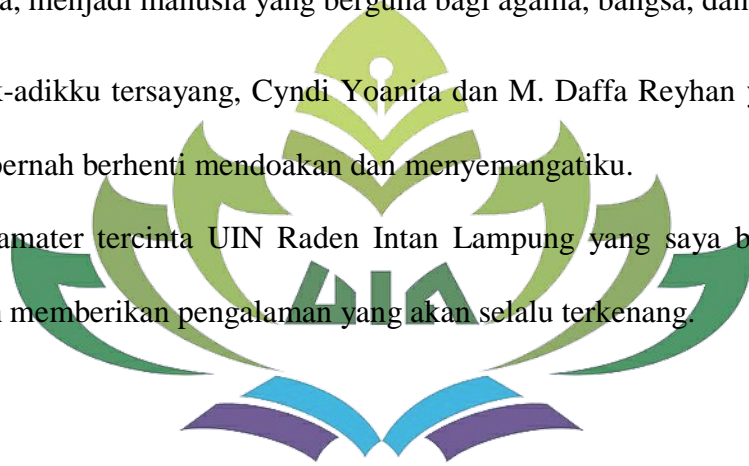 a, menjadi manusia yang berguna bagi agama, bangsa, dan
k-adikku tersayang, Cyndi Yoanita dan M. Daffa Reyhan y
pernah berhenti mendoakan dan menyemangatiku.
amater tercinta UIN Raden Intan Lampung yang saya b
memberikan pengalaman yang akan selalu terkenang.
UIN